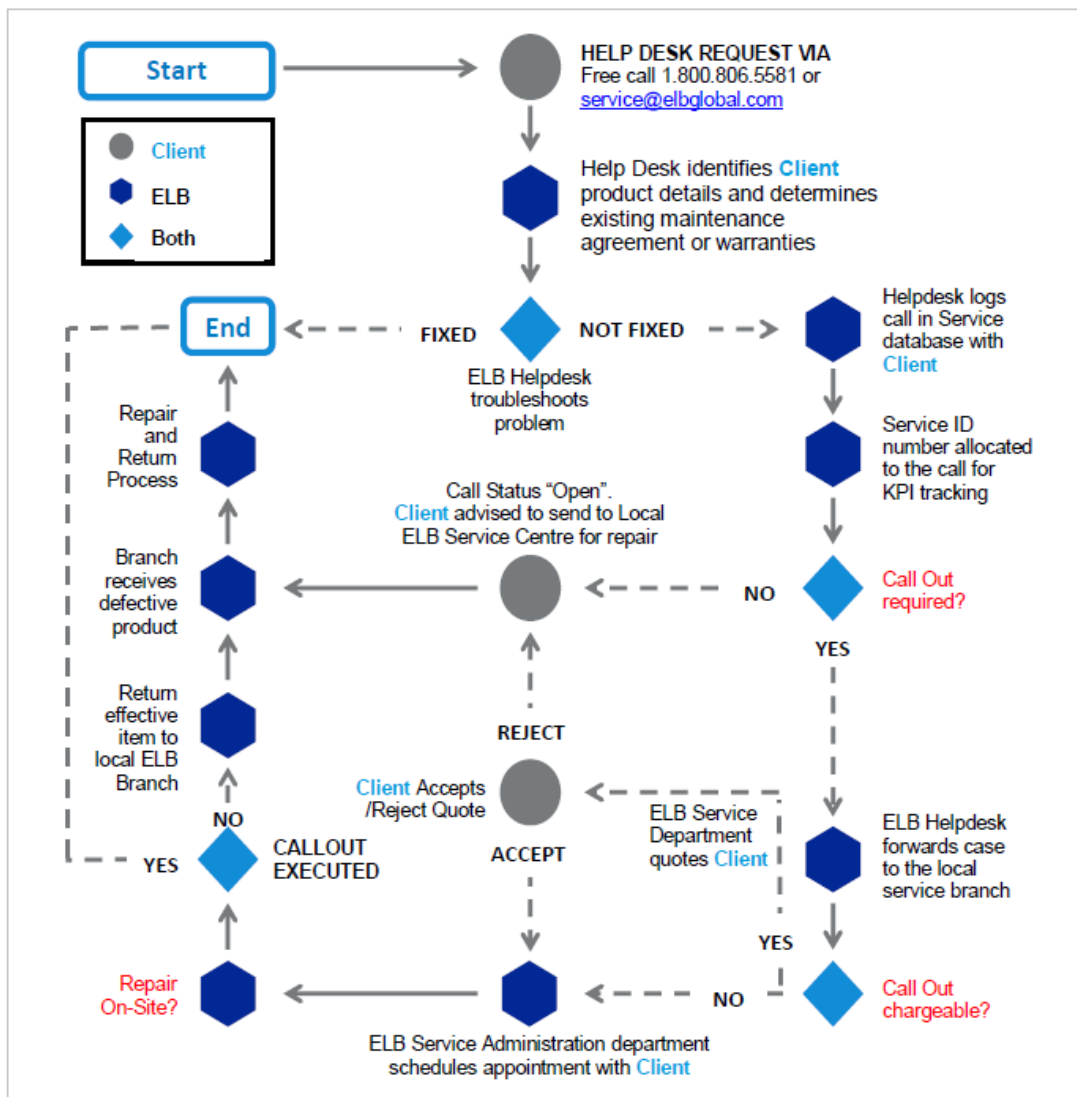 Start
HELP DESK REQUEST VIA
Free call 1.800.806.5581 or
service@elbglobal.com
Client
ELB
Both
Help Desk identifies Client
product details and determines
existing maintenance
agreement or warranties
End
FIXED
NOT FIXED
ELB Helpdesk
troubleshoots
problem
Helpdesk logs
call in Service
database with
Client
Repair
and
Return
Process
Service ID
number allocated
to the call for
KPI tracking
Call Status “Open”.
Client advised to send to Local
ELB Service Centre for repair
Branch
receives
defective
product
NO
Call Out
required?
YES
Return
effective
item to
local ELB
Branch
REJECT
Client Accepts
/Reject Quote
ELB Service
Department
quotes Client
ACCEPT
NO
YES
CALLOUT
EXECUTED
ELB Helpdesk
forwards case
to the local
service branch
YES
Repair
On-Site?
NO
Call Out
chargeable?
ELB Service Administration department
schedules appointment with Client